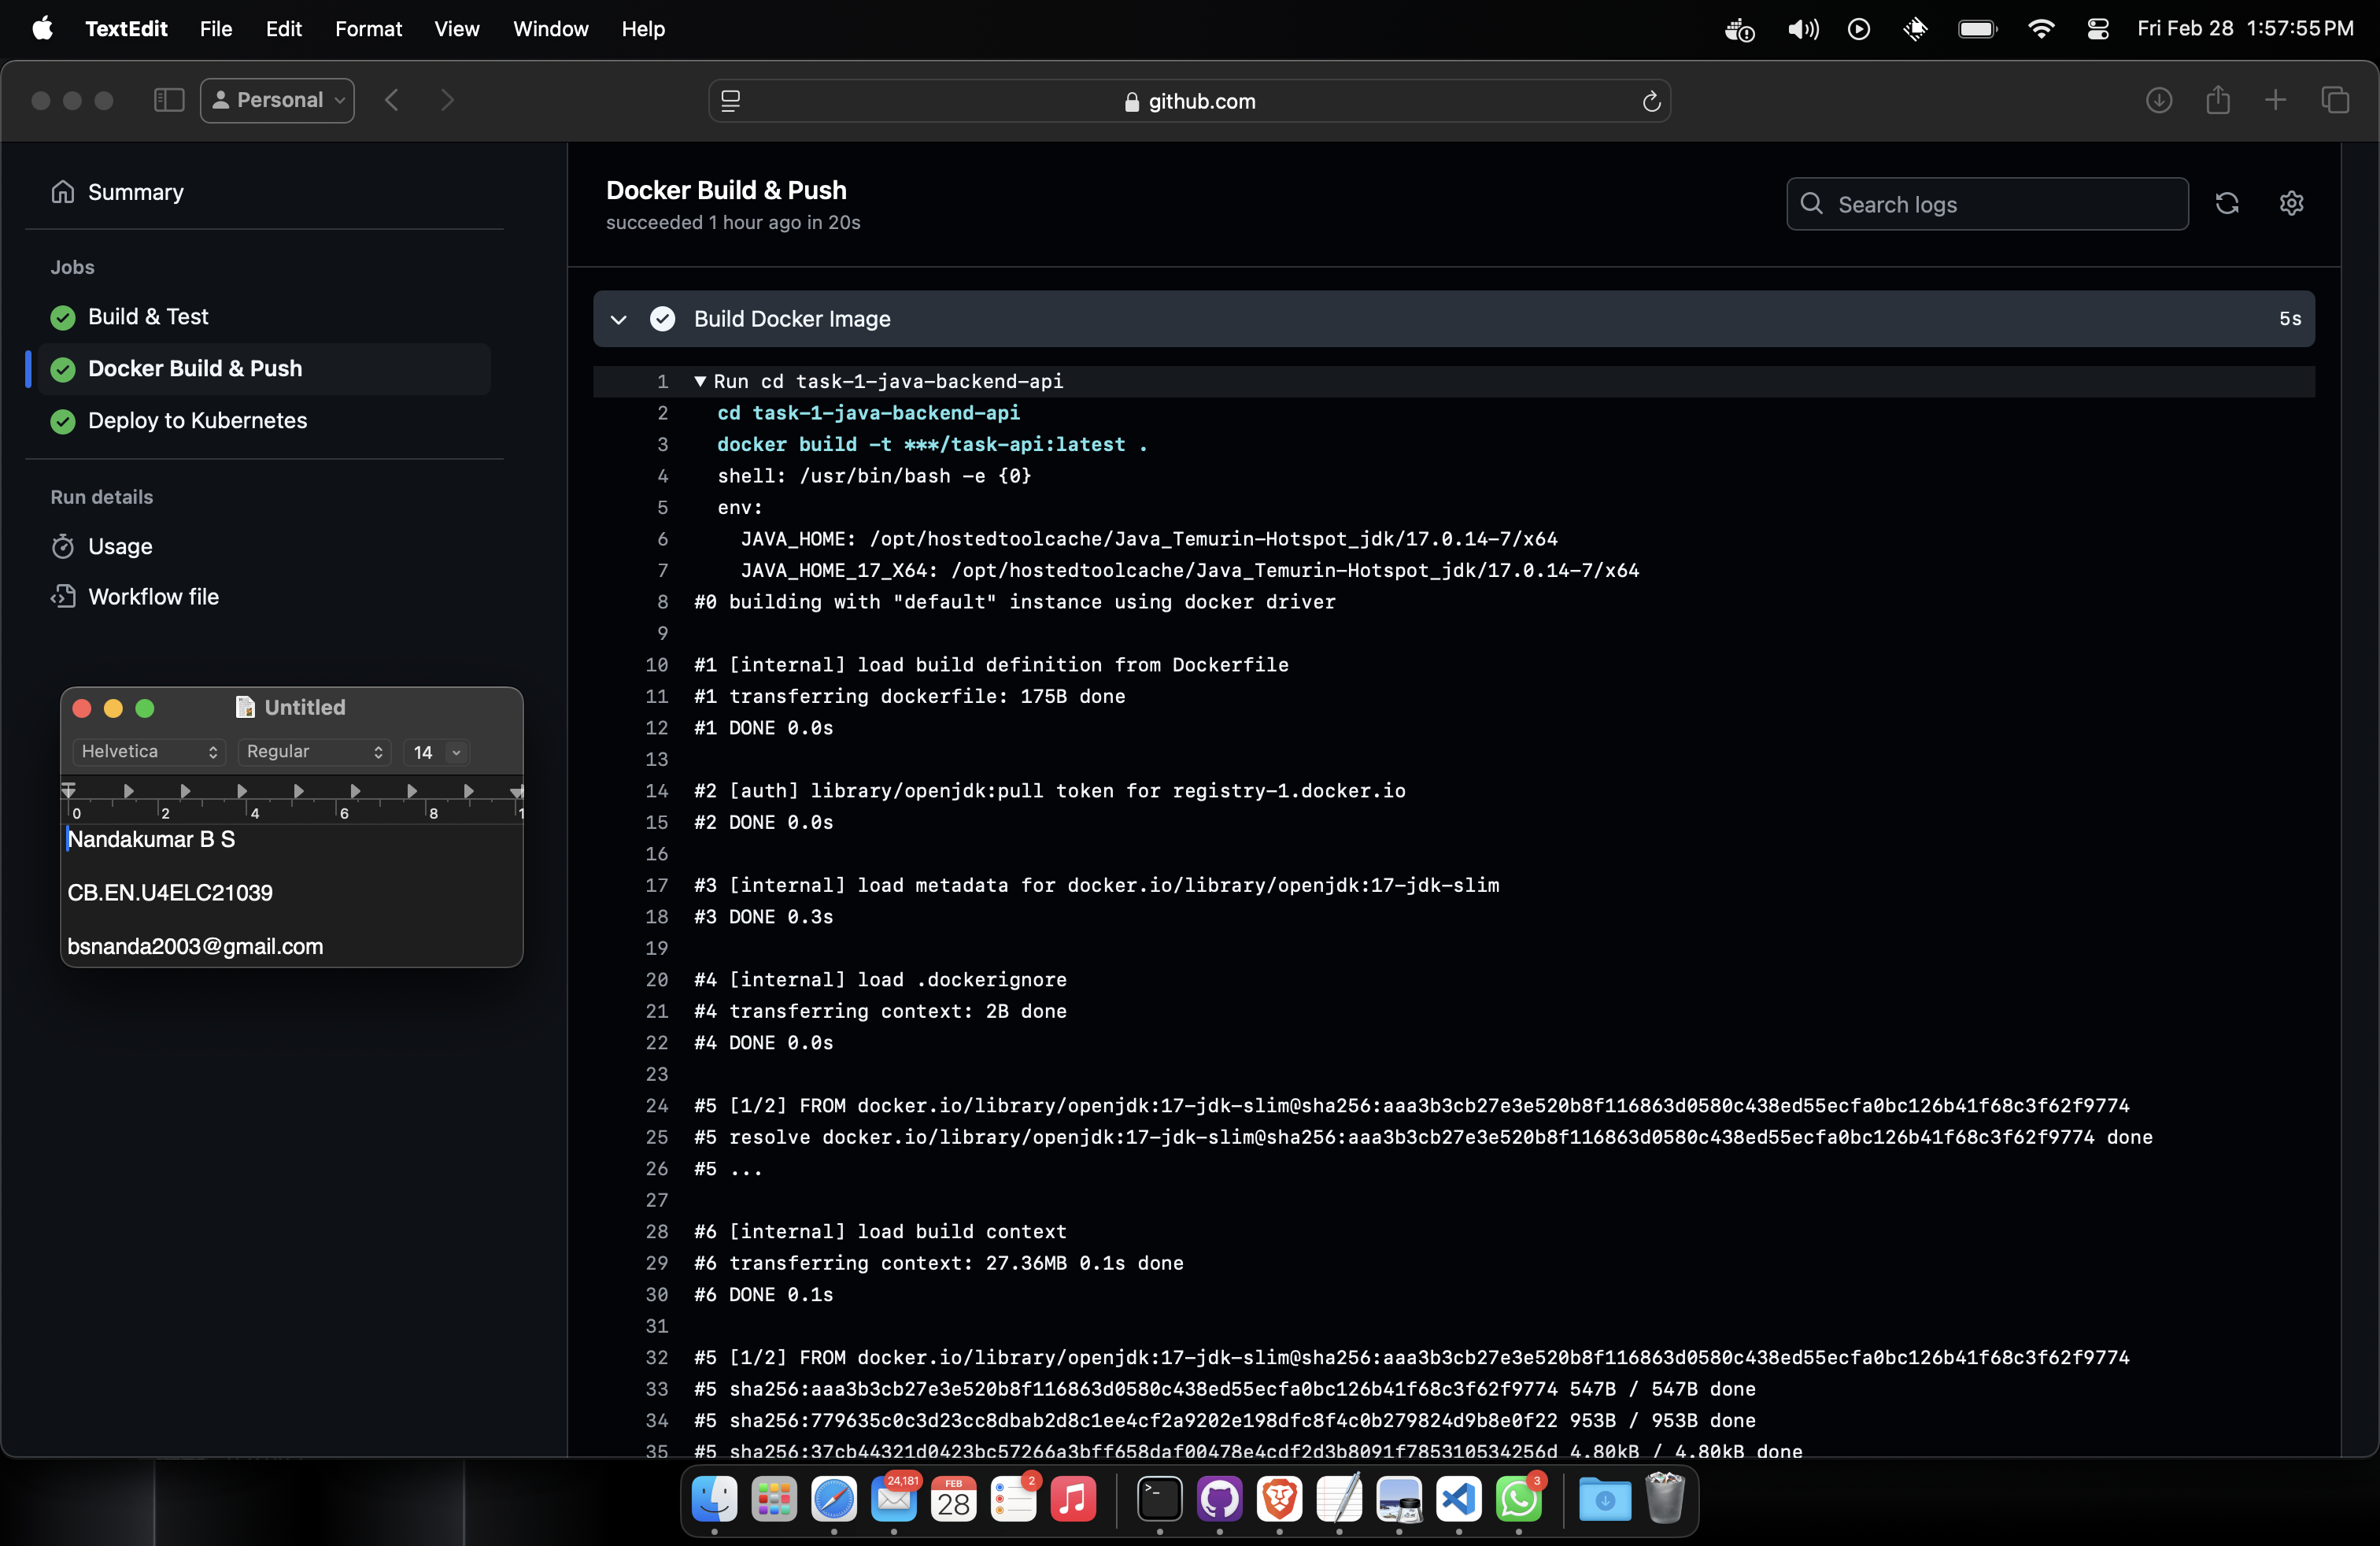 TextEdit File Edit Format View Window Help Fri Feb 28 1:57:55 PM
Personal github.com
Summary
Jobs
Build & Test
Docker Build & Push
Deploy to Kubernetes
Run details
Usage
Workflow file
Untitled
Helvetica Regular 14
0 2 4 6 8 1
Nandakumar B S
CB.EN.U4ELC21039
bsnanda2003@gmail.com
Docker Build & Push
succeeded 1 hour ago in 20s
Search logs
Build Docker Image 5s
1 ▼ Run cd task-1-java-backend-api
2 cd task-1-java-backend-api
3 docker build -t ***/task-api:latest .
4 shell: /usr/bin/bash -e {0}
5 env:
6 JAVA_HOME: /opt/hostedtoolcache/Java_Temurin-Hotspot_jdk/17.0.14-7/x64
7 JAVA_HOME_17_X64: /opt/hostedtoolcache/Java_Temurin-Hotspot_jdk/17.0.14-7/x64
8 #0 building with "default" instance using docker driver
9
10 #1 [internal] load build definition from Dockerfile
11 #1 transferring dockerfile: 175B done
12 #1 DONE 0.0s
13
14 #2 [auth] library/openjdk:pull token for registry-1.docker.io
15 #2 DONE 0.0s
16
17 #3 [internal] load metadata for docker.io/library/openjdk:17-jdk-slim
18 #3 DONE 0.3s
19
20 #4 [internal] load .dockerignore
21 #4 transferring context: 2B done
22 #4 DONE 0.0s
23
24 #5 [1/2] FROM docker.io/library/openjdk:17-jdk-slim@sha256:aaa3b3cb27e3e520b8f116863d0580c438ed55ecfa0bc126b41f68c3f62f9774
25 #5 resolve docker.io/library/openjdk:17-jdk-slim@sha256:aaa3b3cb27e3e520b8f116863d0580c438ed55ecfa0bc126b41f68c3f62f9774 done
26 #5 ...
27
28 #6 [internal] load build context
29 #6 transferring context: 27.36MB 0.1s done
30 #6 DONE 0.1s
31
32 #5 [1/2] FROM docker.io/library/openjdk:17-jdk-slim@sha256:aaa3b3cb27e3e520b8f116863d0580c438ed55ecfa0bc126b41f68c3f62f9774
33 #5 sha256:aaa3b3cb27e3e520b8f116863d0580c438ed55ecfa0bc126b41f68c3f62f9774 547B / 547B done
34 #5 sha256:779635c0c3d23cc8dbab2d8c1ee4cf2a9202e198dfc8f4c0b279824d9b8e0f22 953B / 953B done
35 #5 sha256:37cb44321d0423bc57266a3bff658daf00478e4cdf2d3b8091f785310534256d 4.80kB / 4.80kB done
24,181 FEB 28 2 3